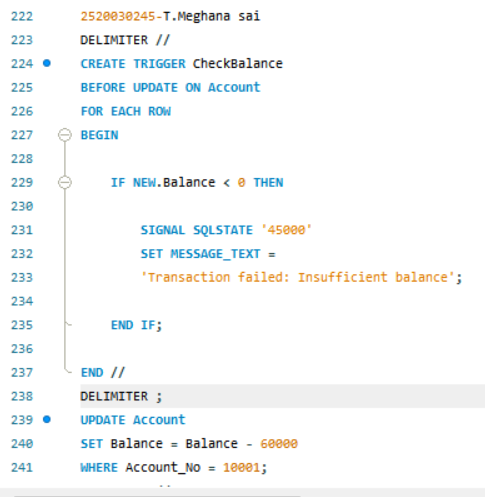 222 2520030245-T.Meghana sai
223 DELIMITER //
224 CREATE TRIGGER CheckBalance
225 BEFORE UPDATE ON Account
226 FOR EACH ROW
227 BEGIN
228
229 IF NEW.Balance < 0 THEN
230
231 SIGNAL SQLSTATE '45000'
232 SET MESSAGE_TEXT =
233 'Transaction failed: Insufficient balance';
234
235 END IF;
236
237 END //
238 DELIMITER ;
239 UPDATE Account
240 SET Balance = Balance - 60000
241 WHERE Account_No = 10001;